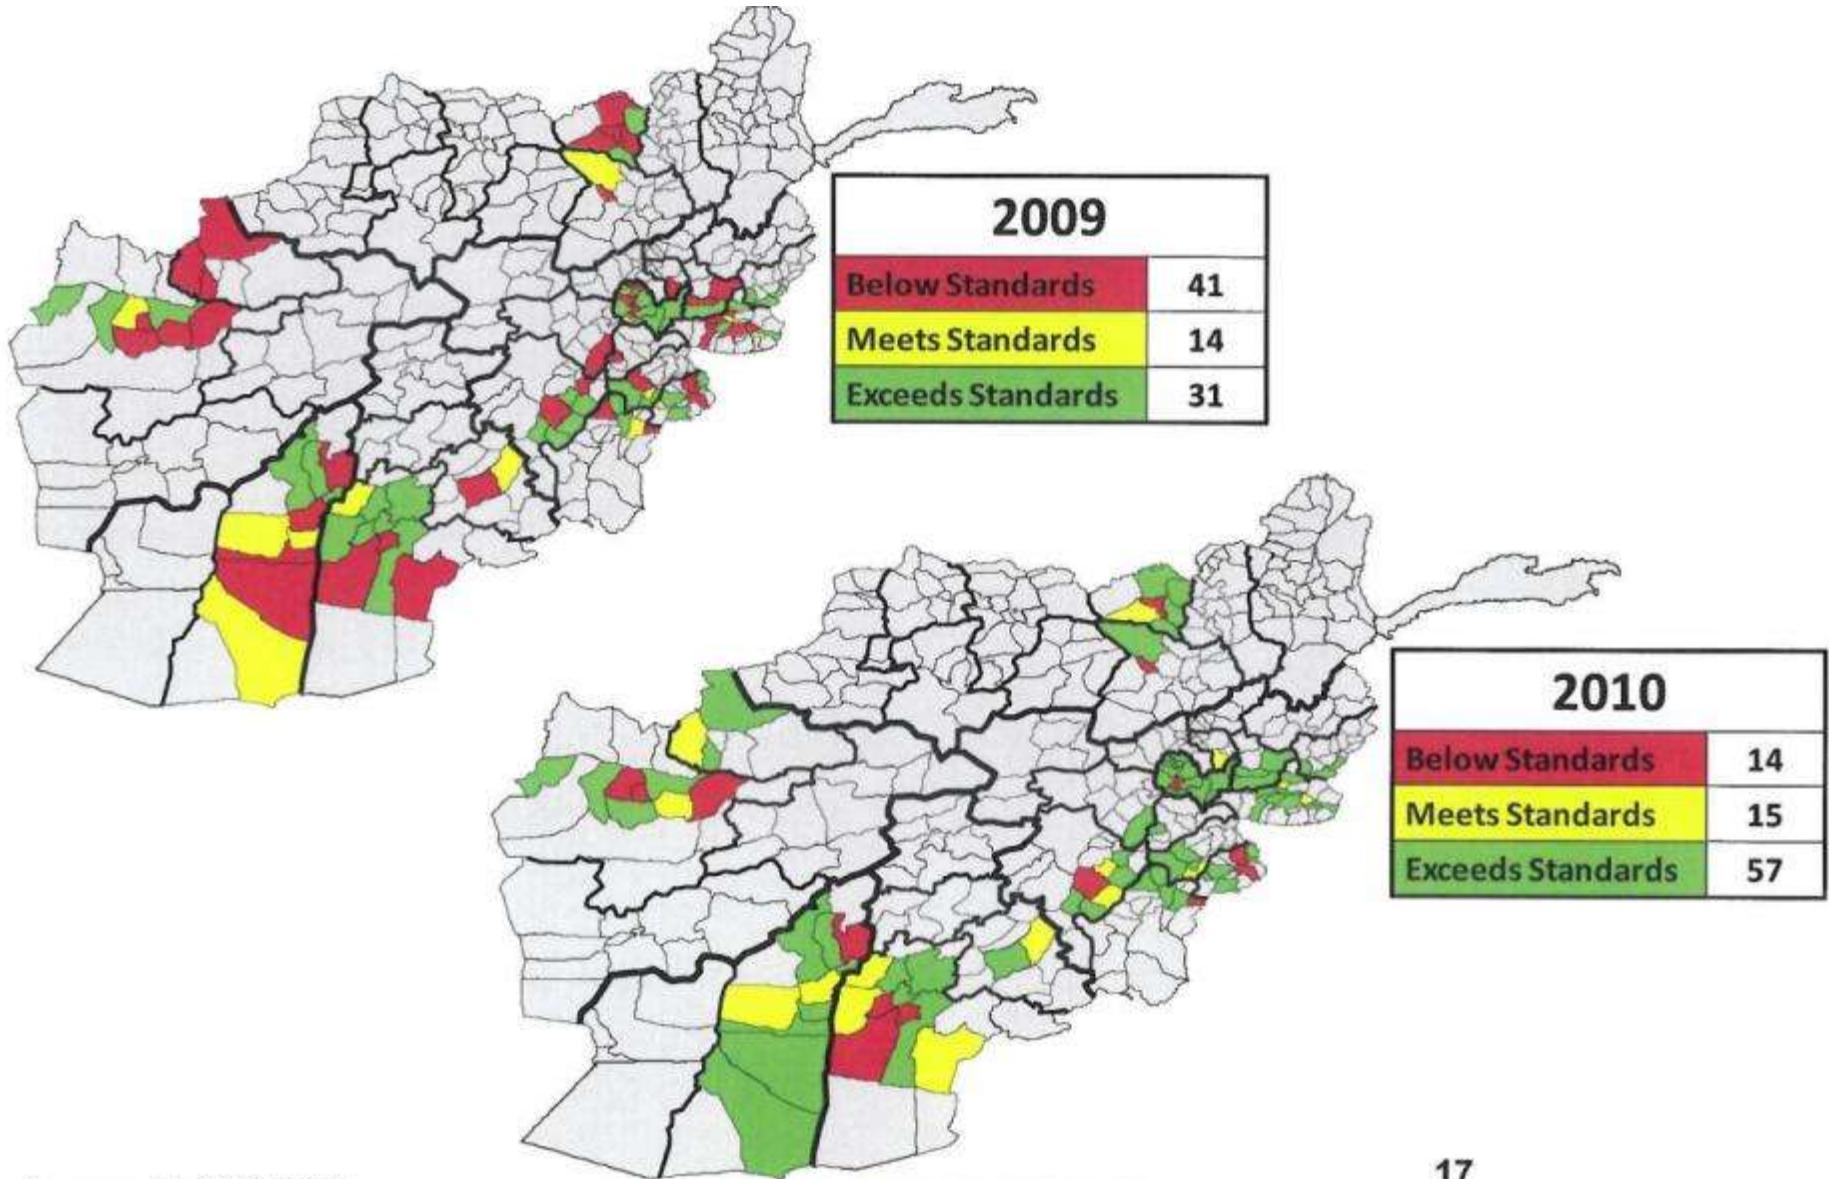 2009
Below Standards 41
Meets Standards 14
Exceeds Standards 31
2010
Below Standards 14
Meets Standards 15
Exceeds Standards 57
17